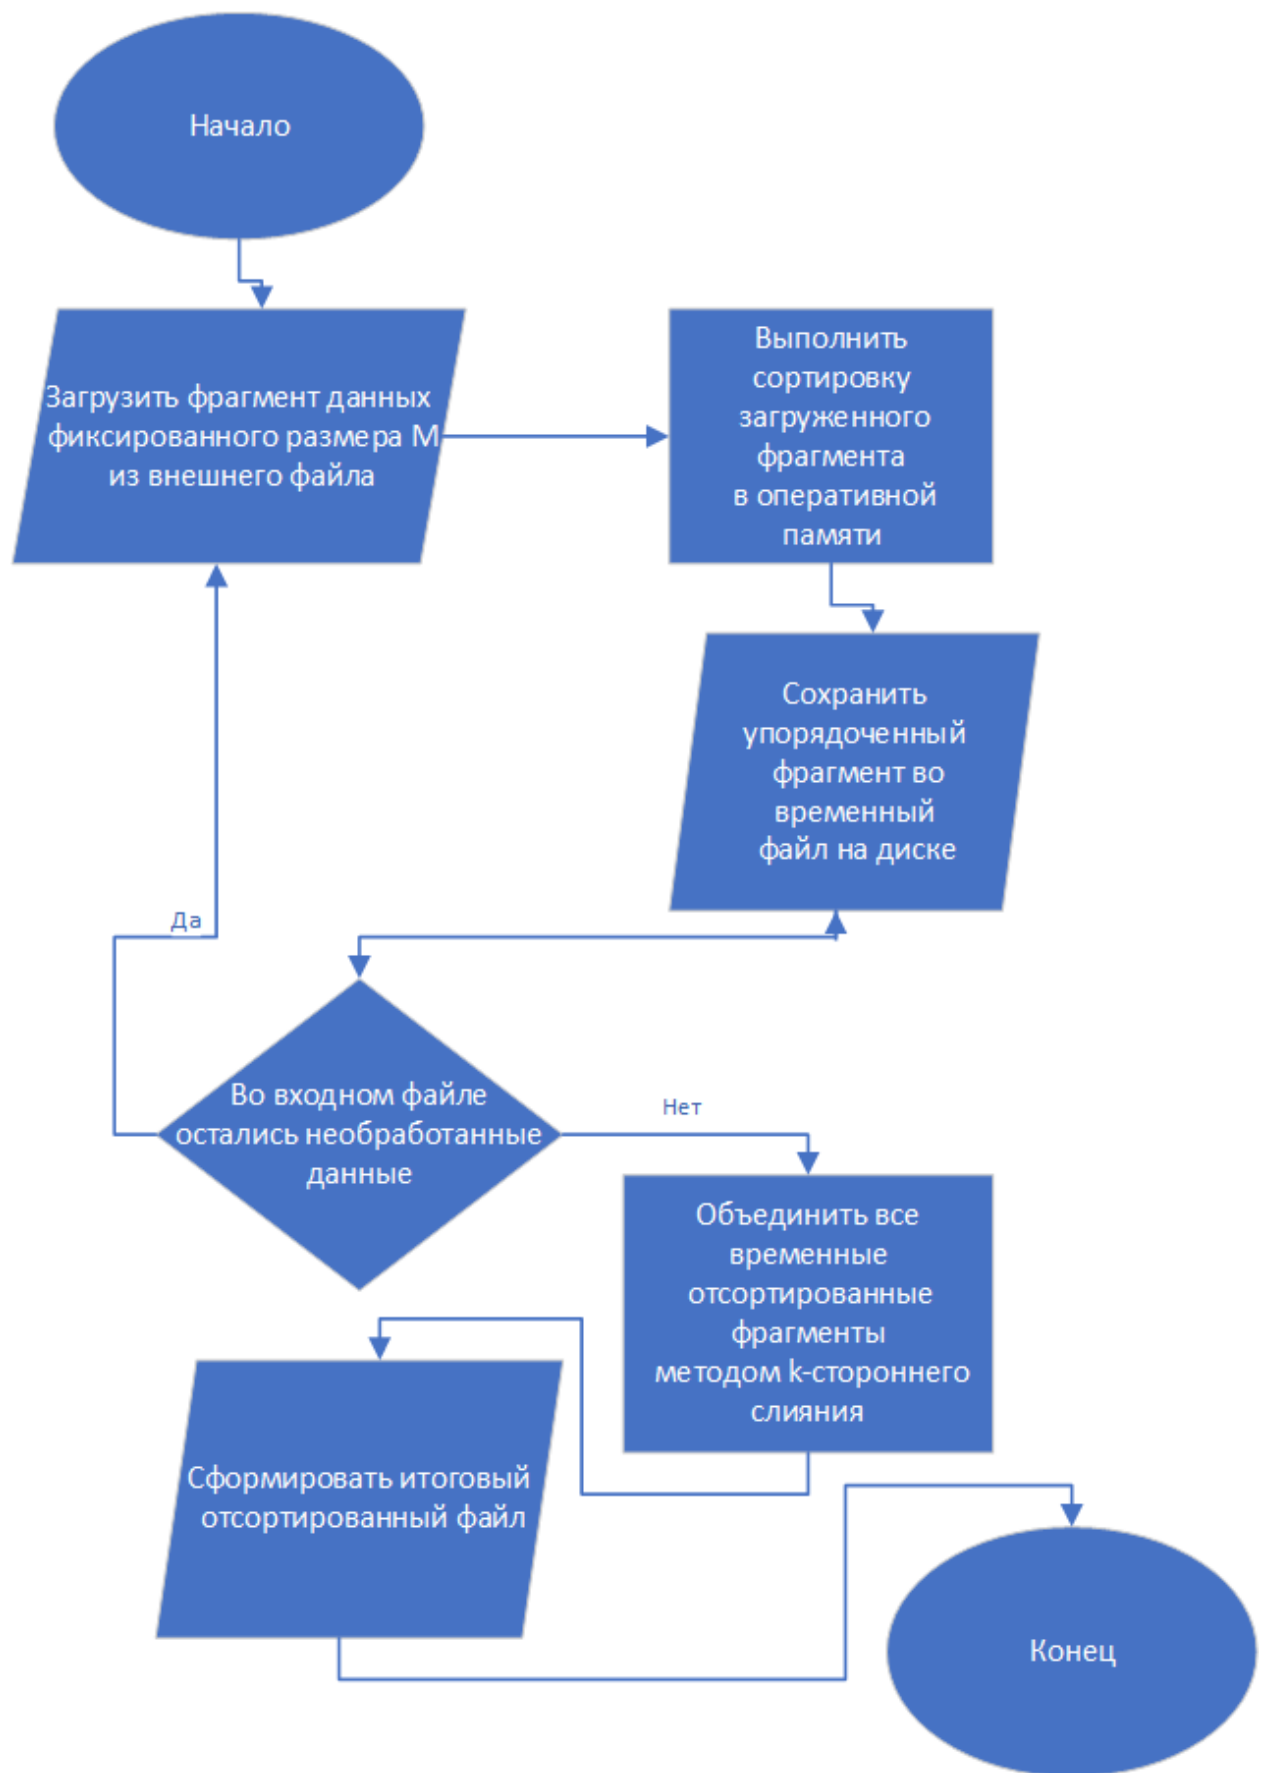 Начало
Загрузить фрагмент данных
фиксированного размера М
из внешнего файла
Выполнить
сортировку
загруженного
фрагмента
в оперативной
памяти
Сохранить
упорядоченный
фрагмент во
временный
файл на диске
Да
Во входном файле
остались необработанные
данные
Нет
Объединить все
временные
отсортированные
фрагменты
методом k-стороннего
слияния
Сформировать итоговый
отсортированный файл
Конец